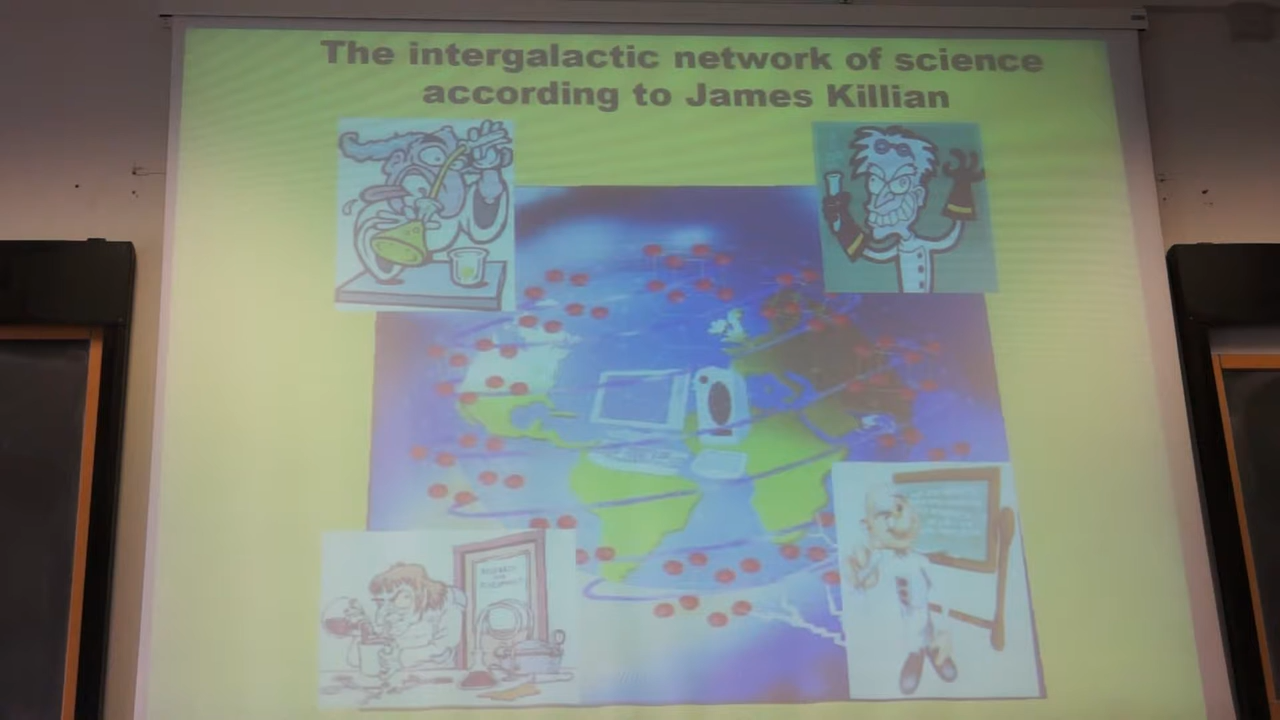 The intergalactic network of science
according to James Killian